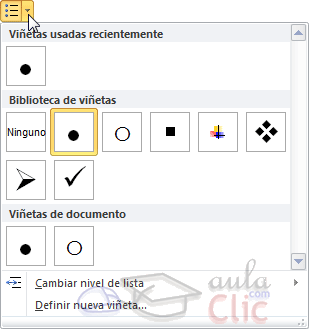 Viñetas usadas recientemente
Biblioteca de viñetas
Ninguno
Viñetas de documento
Cambiar nivel de lista
Definir nueva viñeta...
aula
.com
Clic